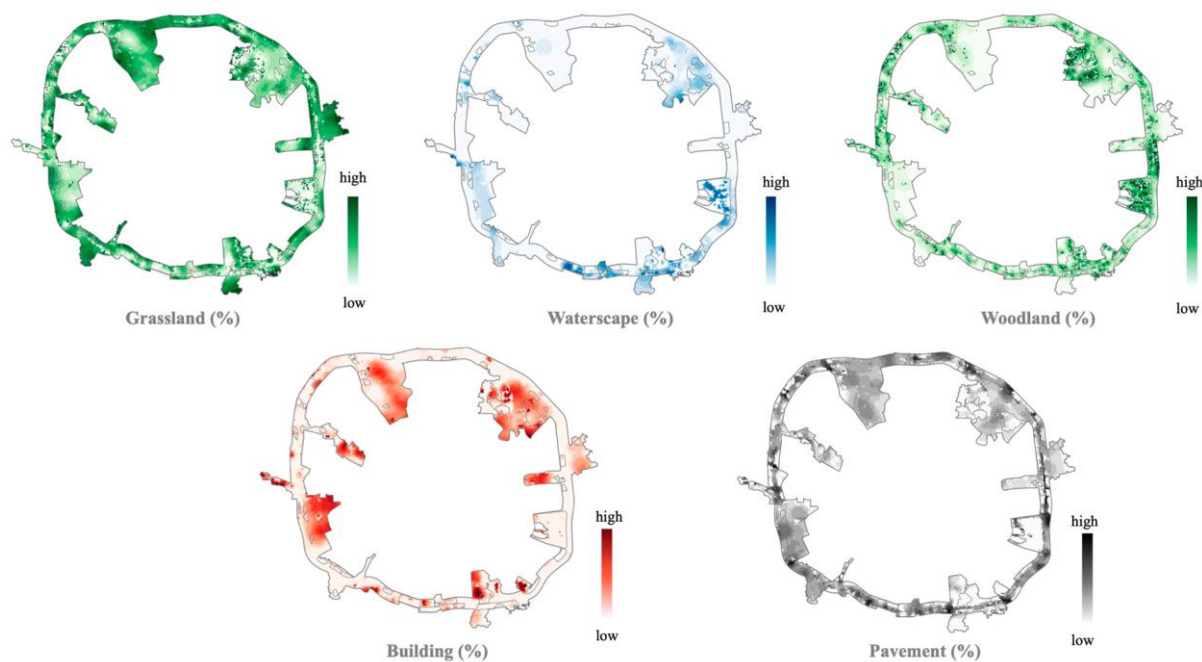 high
low
Grassland (%)
high
low
Waterscape (%)
high
low
Woodland (%)
high
low
Building (%)
high
low
Pavement (%)